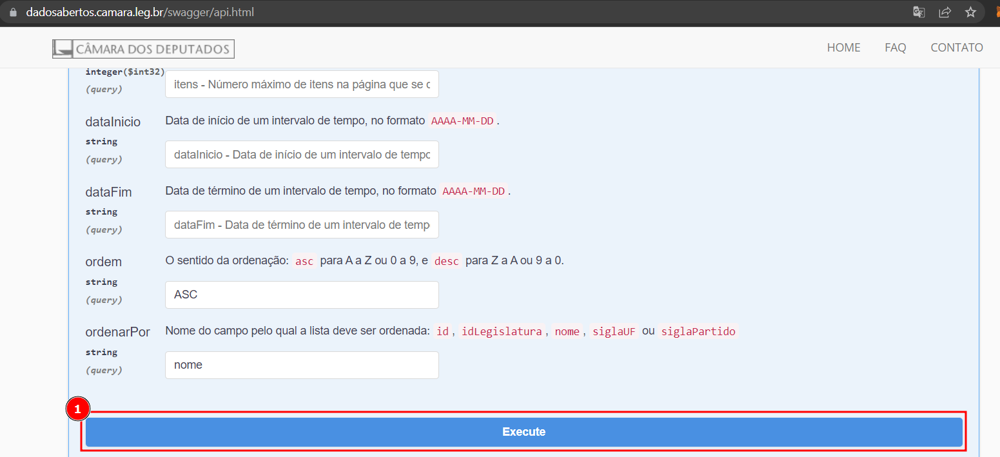 dadosabertos.camara.leg.br/swagger/api.html
CÂMARA DOS DEPUTADOS
HOME FAQ CONTATO
integer($int32)
(query)
itens - Número máximo de itens na página que se
dataInicio
Data de início de um intervalo de tempo, no formato AAAA-MM-DD.
string
(query)
dataInicio - Data de início de um intervalo de tempo
dataFim
Data de término de um intervalo de tempo, no formato AAAA-MM-DD.
string
(query)
dataFim - Data de término de um intervalo de temp
ordem
O sentido da ordenação: asc para A a Z ou 0 a 9, e desc para Z a A ou 9 a 0.
string
(query)
ASC
ordenarPor
Nome do campo pelo qual a lista deve ser ordenada: id, idLegislatura, nome, siglaUF ou siglaPartido
string
(query)
nome
1
Execute